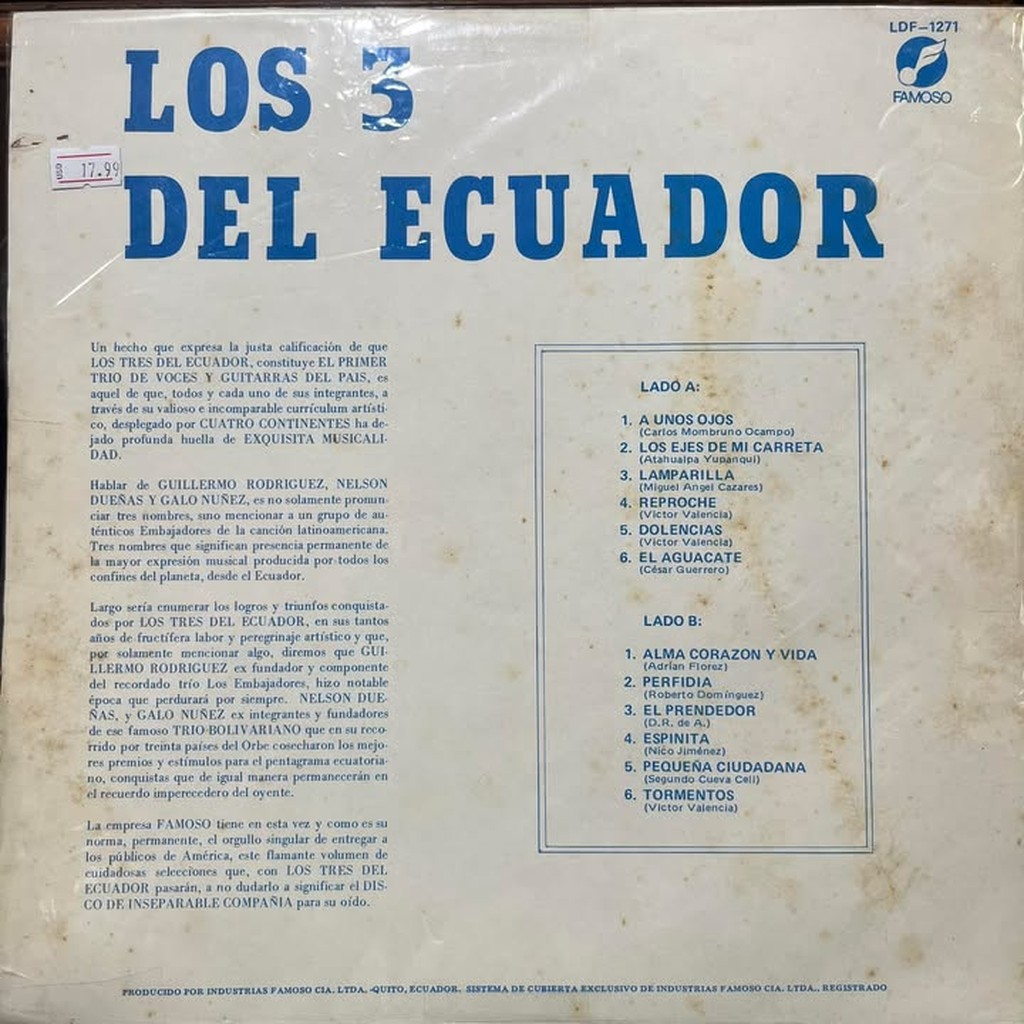 LDF-1271
FAMOSO
LOS 3
DEL ECUADOR
USD 17.99
Un hecho que expresa la justa calificación de que
LOS TRES DEL ECUADOR, constituye EL PRIMER
TRIO DE VOCES Y GUITARRAS DEL PAIS, es
aquel de que, todos y cada uno de sus integrantes, a
través de su valioso e incomparable currículum artísti-
co, desplegado por CUATRO CONTINENTES ha de-
jado profunda huella de EXQUISITA MUSICALI-
DAD.
Hablar de GUILLERMO RODRIGUEZ, NELSON
DUEÑAS Y GALO NUÑEZ, es no solamente pronun-
ciar tres nombres, sino mencionar a un grupo de au-
ténticos Embajadores de la canción latinoamericana.
Tres nombres que significan presencia permanente de
la mayor expresión musical producida por todos los
confines del planeta, desde el Ecuador.
Largo sería enumerar los logros y triunfos conquista-
dos por LOS TRES DEL ECUADOR, en sus tantos
años de fructífera labor y peregrinaje artístico y que,
por solamente mencionar algo, diremos que GUI-
LLERMO RODRIGUEZ ex fundador y componente
del recordado trío Los Embajadores, hizo notable
época que perdurará por siempre. NELSON DUE-
ÑAS, y GALO NUÑEZ ex integrantes y fundadores
de ese famoso TRIO BOLIVARIANO que en su reco-
rrido por treinta países del Orbe cosecharon los mejo-
res premios y estímulos para el pentagrama ecuatoria-
no, conquistas que de igual manera permanecerán en
el recuerdo imperecedero del oyente.
La empresa FAMOSO tiene en esta vez y como es su
norma, permanente, el orgullo singular de entregar a
los públicos de América, este flamante volumen de
cuidadosas selecciones que, con LOS TRES DEL
ECUADOR pasarán, a no dudarlo a significar el DIS-
CO DE INSEPARABLE COMPAÑIA para su oído.
LADO A:
1. A UNOS OJOS
(Carlos Mombruno Ocampo)
2. LOS EJES DE MI CARRETA
(Atahualpa Yupanqui)
3. LAMPARILLA
(Miguel Angel Cazares)
4. REPROCHE
(Víctor Valencia)
5. DOLENCIAS
(Víctor Valencia)
6. EL AGUACATE
(César Guerrero)
LADO B:
1. ALMA CORAZON Y VIDA
(Adrían Florez)
2. PERFIDIA
(Roberto Domínguez)
3. EL PRENDEDOR
(D.R. de A.)
4. ESPINITA
(Nico Jiménez)
5. PEQUEÑA CIUDADANA
(Segundo Cueva Celi)
6. TORMENTOS
(Víctor Valencia)
PRODUCIDO POR INDUSTRIAS FAMOSO CIA. LTDA. -QUITO, ECUADOR. SISTEMA DE CUBIERTA EXCLUSIVO DE INDUSTRIAS FAMOSO CIA. LTDA., REGISTRADO